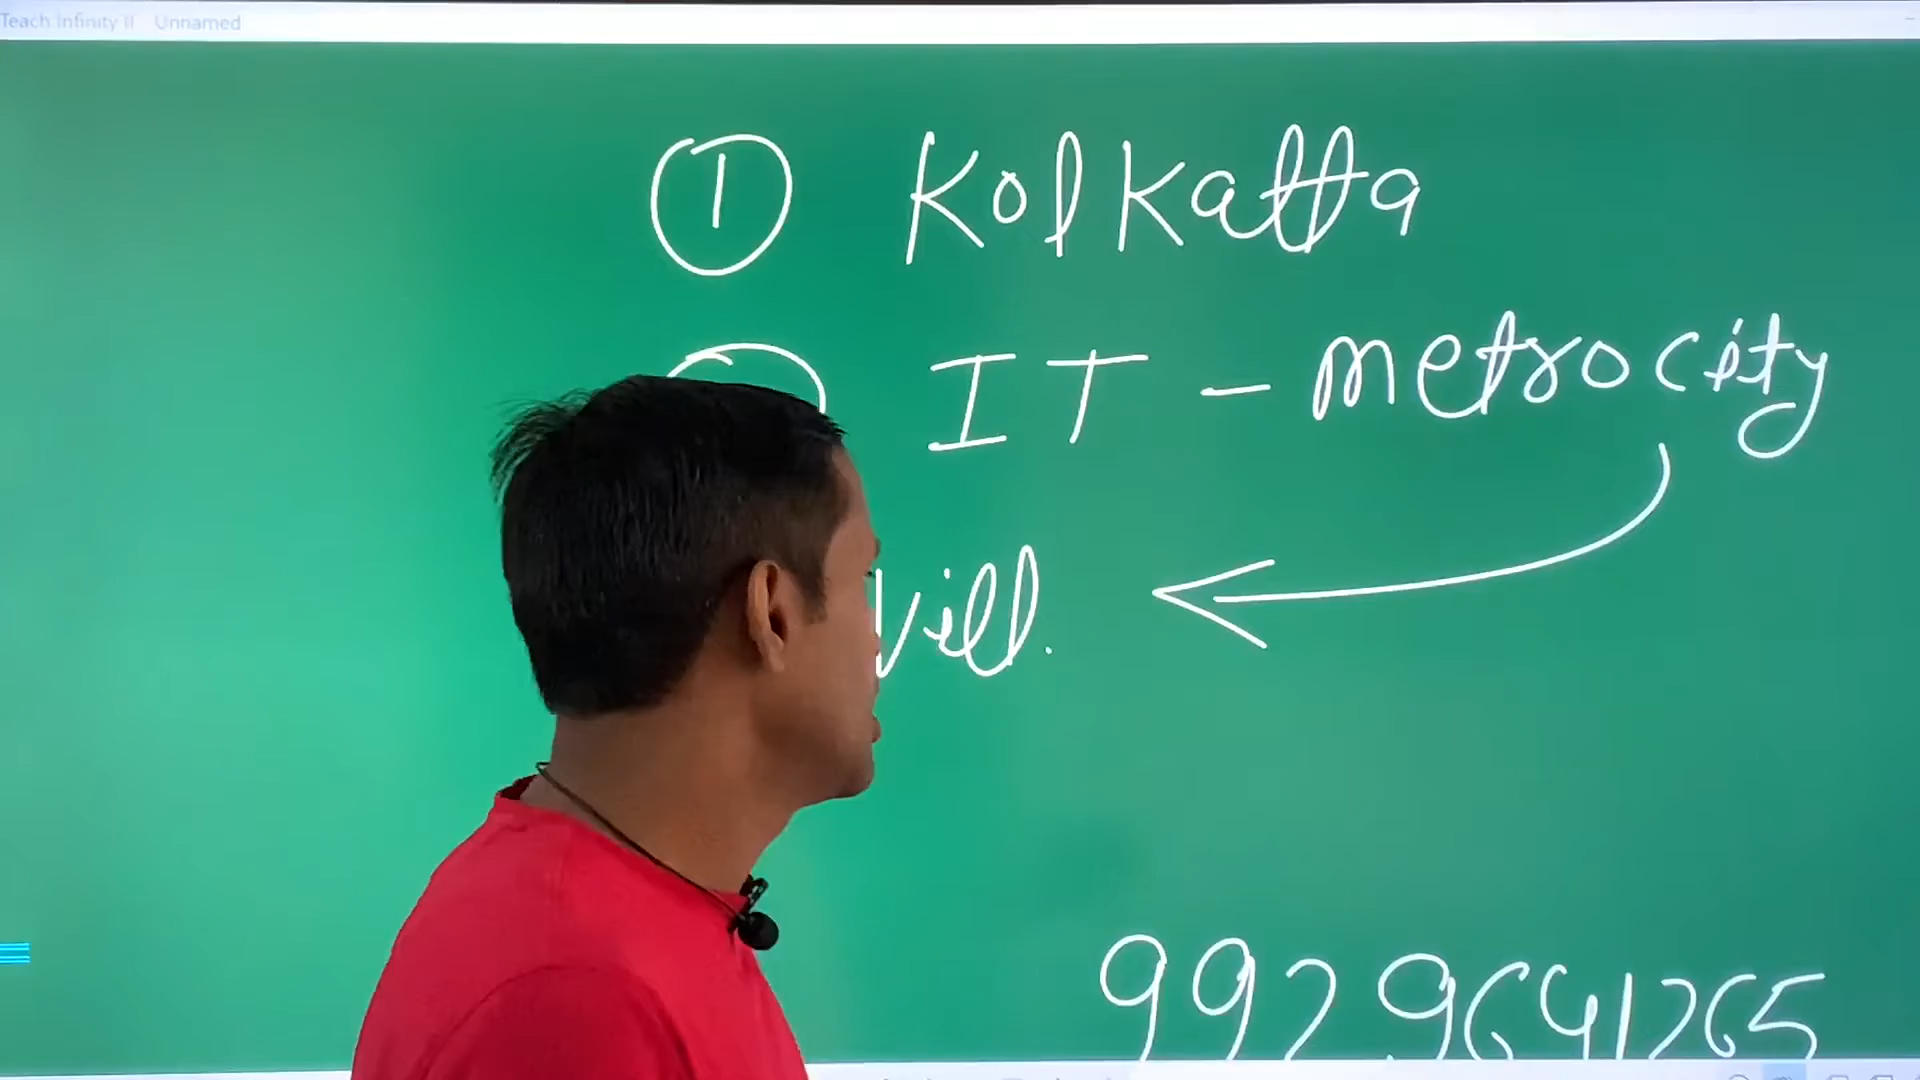 Teach Infinity II Unnamed
① Kolkatta
IT - metrocity
Vill.
9929641265